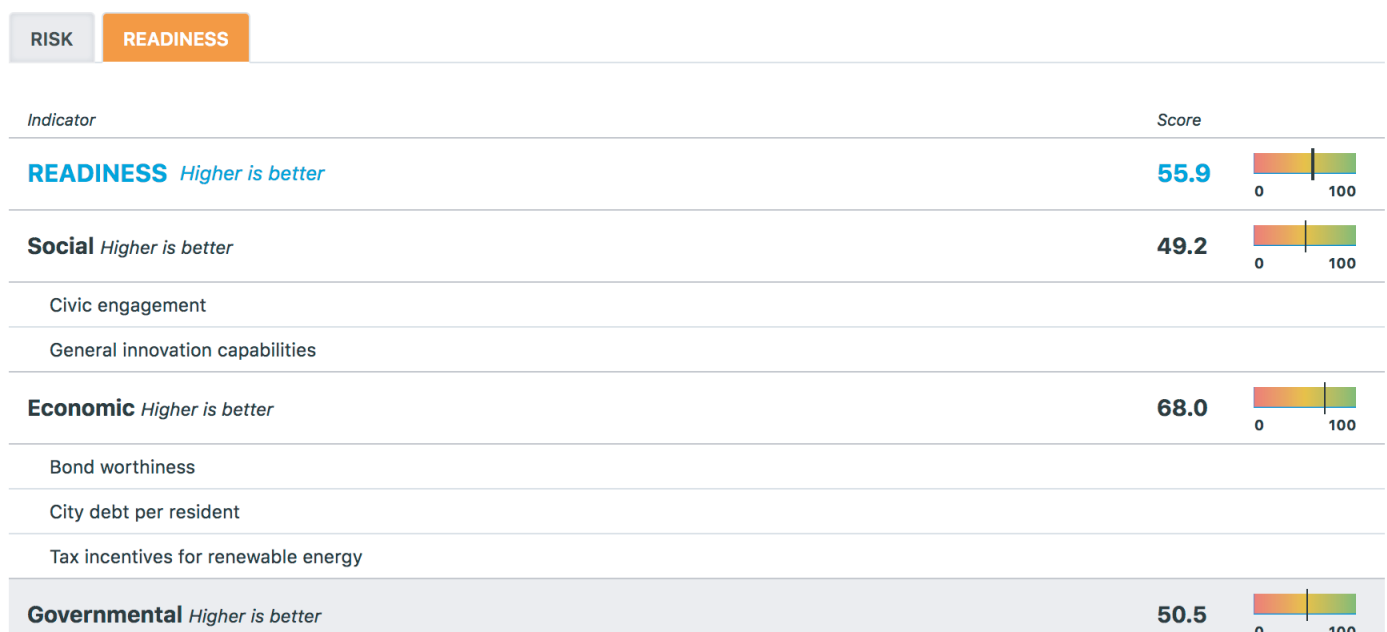 RISK
READINESS
Indicator Score
READINESS Higher is better 55.9
0 100
Social Higher is better 49.2
0 100
Civic engagement
General innovation capabilities
Economic Higher is better 68.0
0 100
Bond worthiness
City debt per resident
Tax incentives for renewable energy
Governmental Higher is better 50.5
0 100